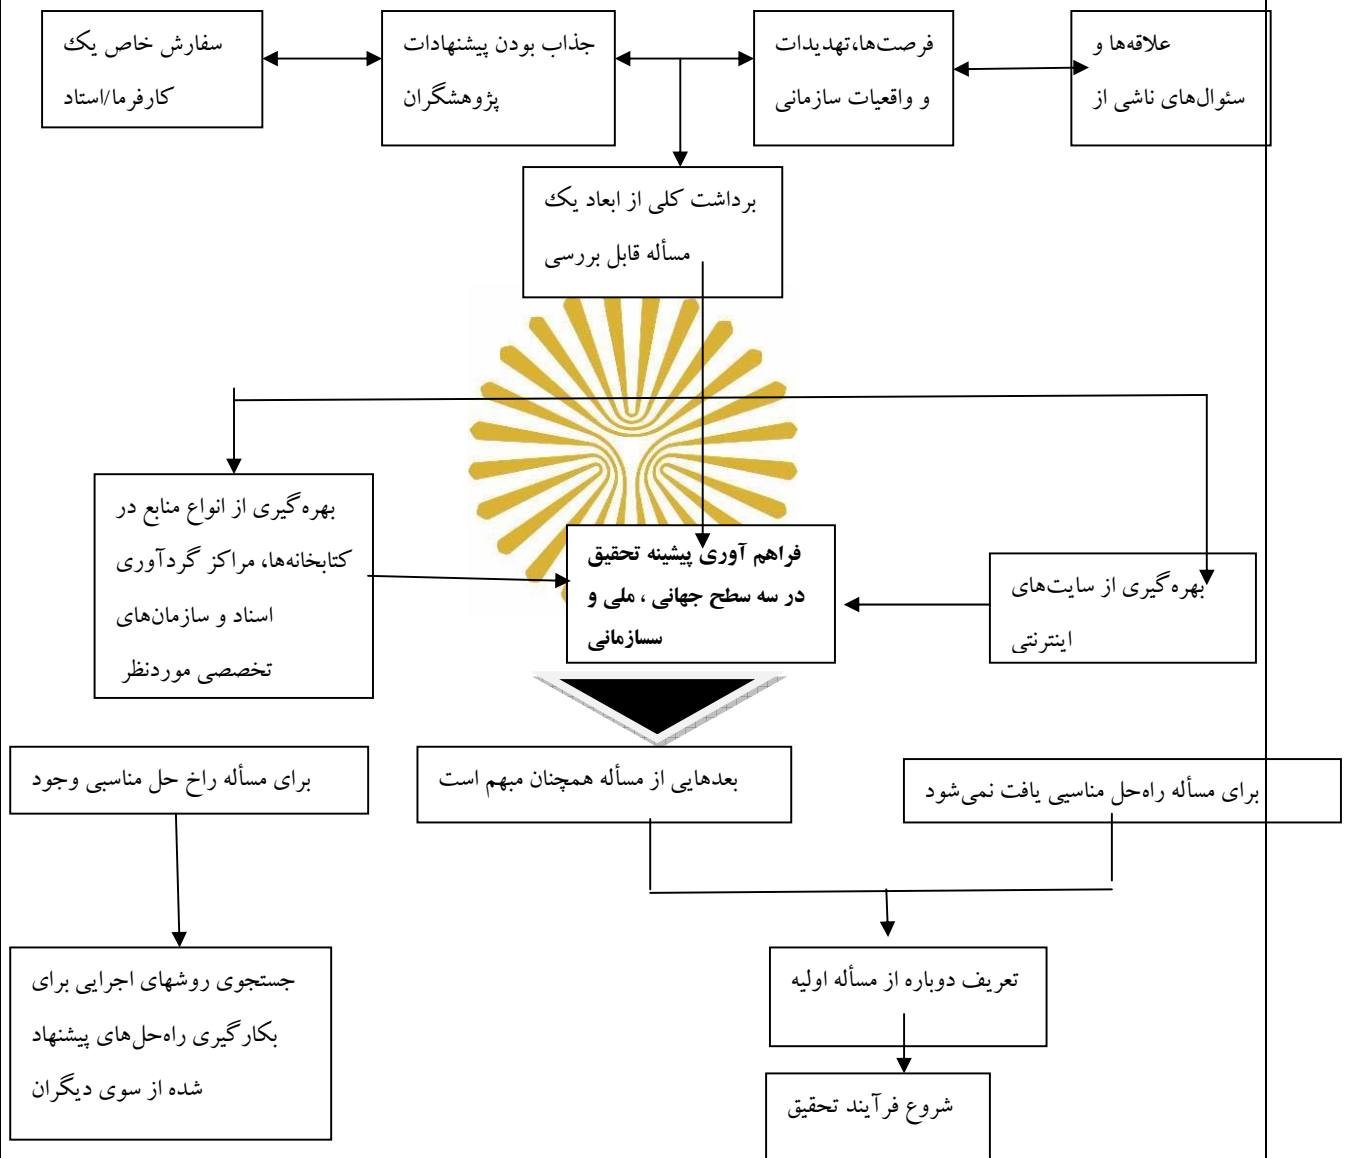 علاقه‌ها و
سئوال‌های ناشی از
فرصت‌ها،تهدیدات
و واقعیات سازمانی
جذاب بودن پیشنهادات
پژوهشگران
سفارش خاص یک
کارفرما/استاد
برداشت کلی از ابعاد یک
مسأله قابل بررسی
بهره‌گیری از سایت‌های
اینترنتی
فراهم آوری پیشینه تحقیق
در سه سطح جهانی ، ملی و
سسازمانی
بهره‌گیری از انواع منابع در
کتابخانه‌ها، مراکز گردآوری
اسناد و سازمان‌های
تخصصی موردنظر
برای مسأله راه‌حل مناسبی یافت نمی‌شود
بعدهایی از مسأله همچنان مبهم است
برای مسأله راخ حل مناسبی وجود
تعریف دوباره از مسأله اولیه
شروع فرآیند تحقیق
جستجوی روشهای اجرایی برای
بکارگیری راه‌حل‌های پیشنهاد
شده از سوی دیگران